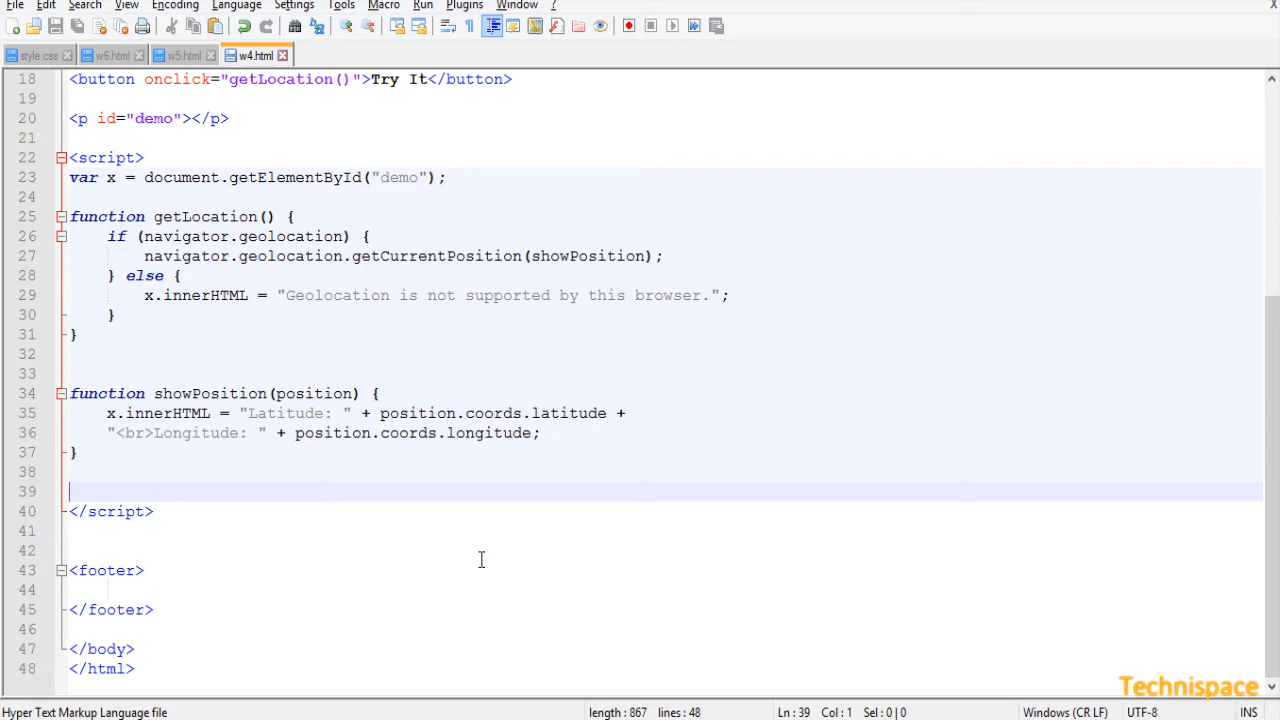 File Edit Search View Encoding Language Settings Tools Macro Run Plugins Window ? X
style.css w6.html w5.html w4.html
18 <button onclick="getLocation()">Try It</button>
19
20 <p id="demo"></p>
21
22 <script>
23 var x = document.getElementById("demo");
24
25 function getLocation() {
26 if (navigator.geolocation) {
27 navigator.geolocation.getCurrentPosition(showPosition);
28 } else {
29 x.innerHTML = "Geolocation is not supported by this browser.";
30 }
31 }
32
33
34 function showPosition(position) {
35 x.innerHTML = "Latitude: " + position.coords.latitude +
36 "<br>Longitude: " + position.coords.longitude;
37 }
38
39
40 </script>
41
42
43 <footer>
44
45 </footer>
46
47 </body>
48 </html>
Technispace
Hyper Text Markup Language file length : 867 lines : 48 Ln : 39 Col : 1 Sel : 0 | 0 Windows (CR LF) UTF-8 INS